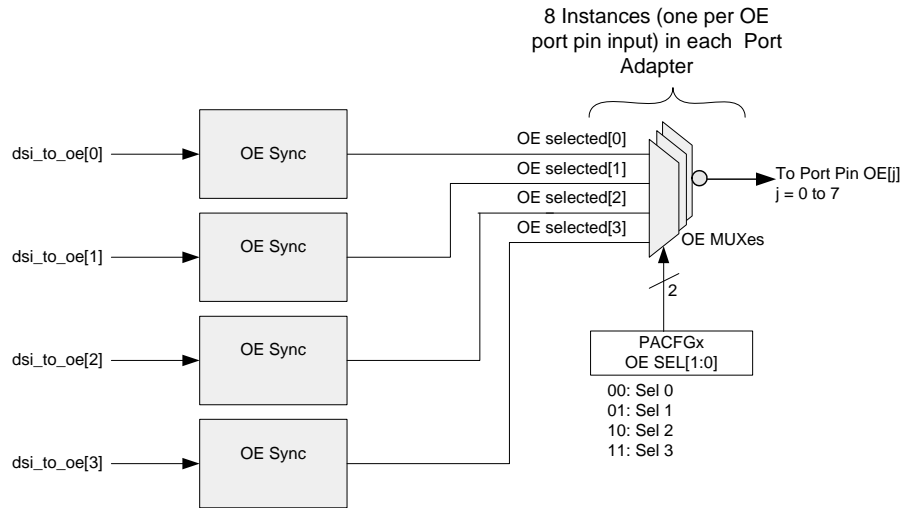 8 Instances (one per OE
port pin input) in each Port
Adapter
dsi_to_oe[0]
OE Sync
OE selected[0]
OE selected[1]
OE selected[2]
OE selected[3]
To Port Pin OE[j]
j = 0 to 7
OE MUXes
dsi_to_oe[1]
OE Sync
2
dsi_to_oe[2]
OE Sync
PACFGx
OE SEL[1:0]
00: Sel 0
01: Sel 1
10: Sel 2
11: Sel 3
dsi_to_oe[3]
OE Sync